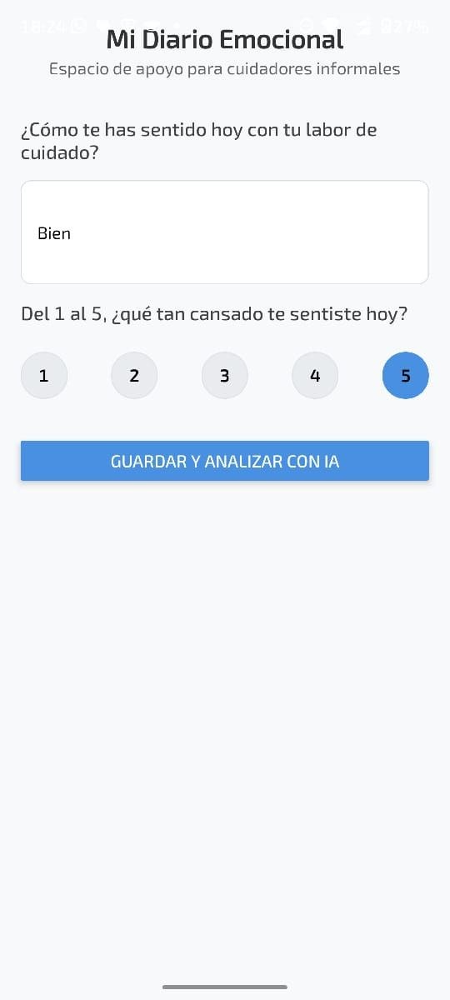 18:24 27%
Mi Diario Emocional
Espacio de apoyo para cuidadores informales
¿Cómo te has sentido hoy con tu labor de
cuidado?
Bien
Del 1 al 5, ¿qué tan cansado te sentiste hoy?
1 2 3 4 5
GUARDAR Y ANALIZAR CON IA